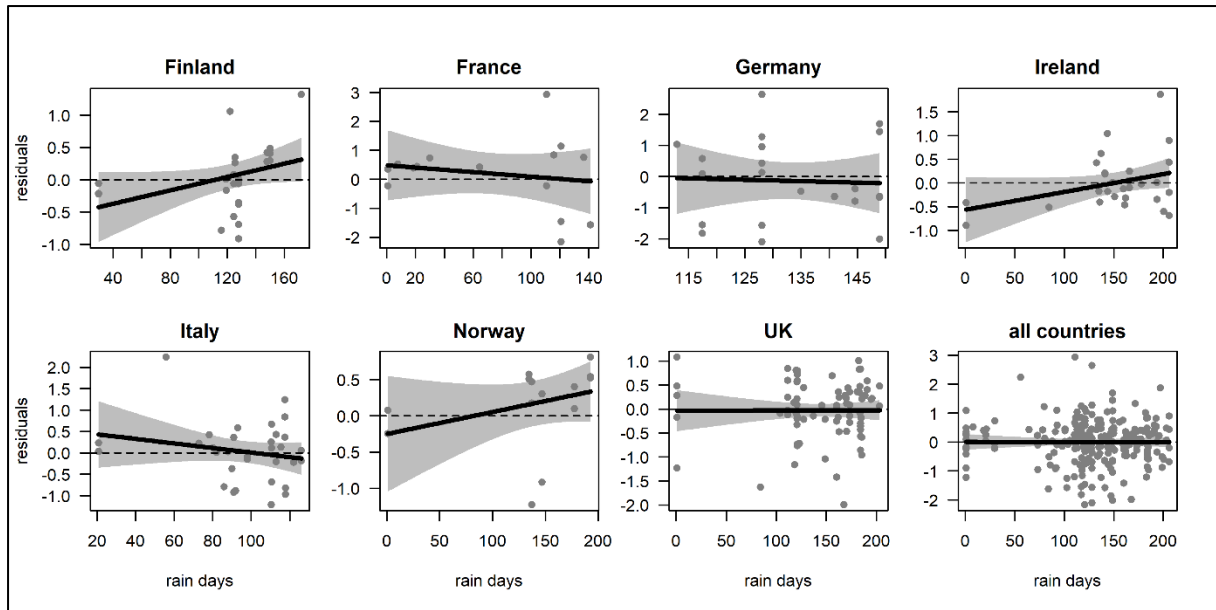 Finland
France
Germany
Ireland
residuals
1.0
0.5
0.0
-0.5
-1.0
40 80 120 160
3
2
1
0
-1
-2
0 20 60 100 140
2
1
0
-1
-2
115 125 135 145
1.5
1.0
0.5
0.0
-0.5
-1.0
0 50 100 150 200
Italy
Norway
UK
all countries
residuals
2.0
1.5
1.0
0.5
0.0
-0.5
-1.0
20 40 60 80 100
0.5
0.0
-0.5
-1.0
0 50 100 150 200
1.0
0.5
0.0
-0.5
-1.0
-1.5
-2.0
0 50 100 150 200
3
2
1
0
-1
-2
0 50 100 150 200
rain days
rain days
rain days
rain days